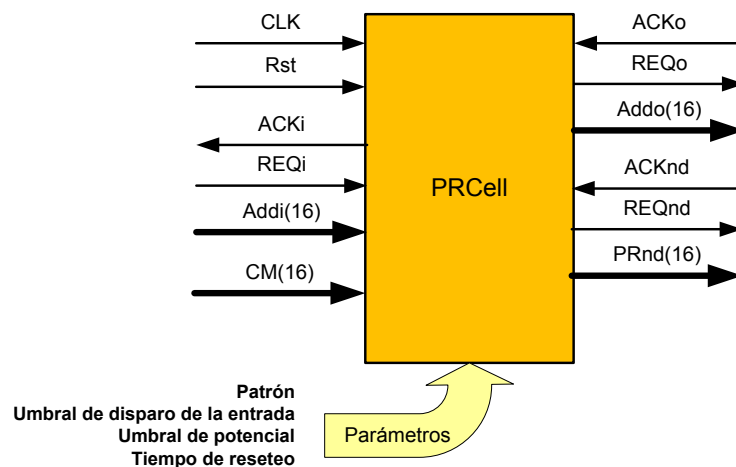 CLK
Rst
ACKi
REQi
Addi(16)
CM(16)
PRCell
ACKo
REQo
Addo(16)
ACKnd
REQnd
PRnd(16)
Patrón
Umbral de disparo de la entrada
Umbral de potencial
Tiempo de reseteo
Parámetros